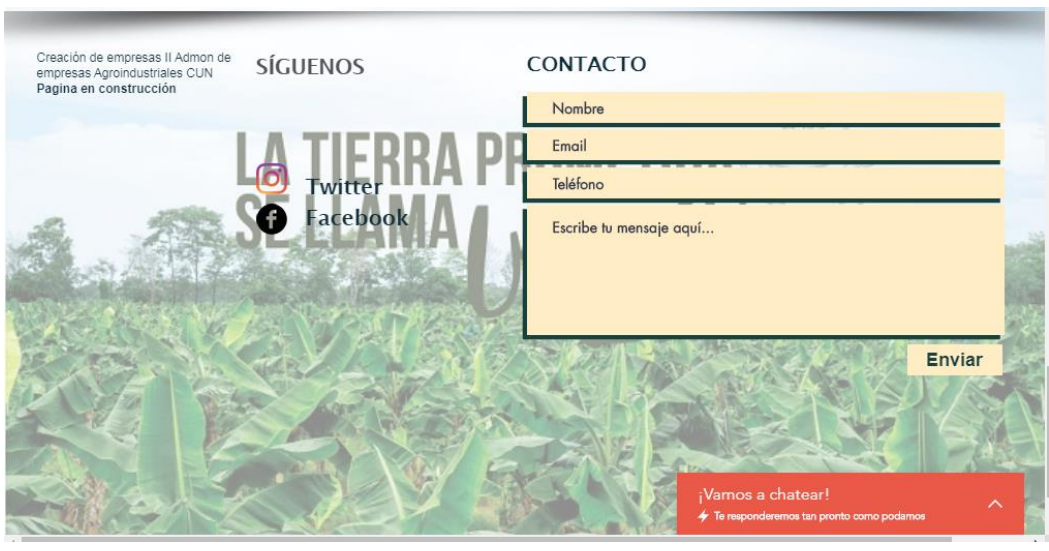 Creación de empresas II Admon de
empresas Agroindustriales CUN
Pagina en construcción
SÍGUENOS
LA TIERRA
SE LLAMA
Twitter
Facebook
CONTACTO
Nombre
Email
Teléfono
Escribe tu mensaje aquí...
Enviar
¡Vamos a chatear!
Te responderemos tan pronto como podamos